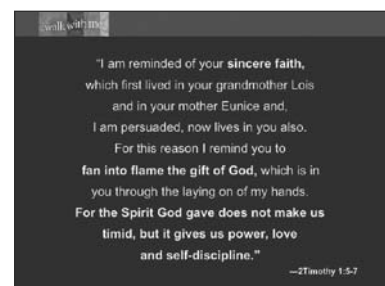 walk with me
"I am reminded of your sincere faith,
which first lived in your grandmother Lois
and in your mother Eunice and,
I am persuaded, now lives in you also.
For this reason I remind you to
fan into flame the gift of God, which is in
you through the laying on of my hands.
For the Spirit God gave does not make us
timid, but it gives us power, love
and self-discipline."
—2Timothy 1:5-7